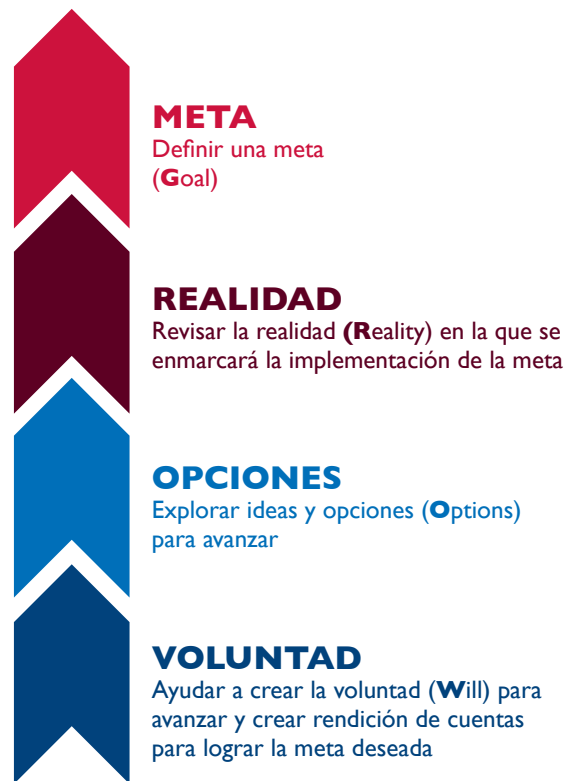 META
Definir una meta
(Goal)
REALIDAD
Revisar la realidad (Reality) en la que se
enmarcará la implementación de la meta
OPCIONES
Explorar ideas y opciones (Options)
para avanzar
VOLUNTAD
Ayudar a crear la voluntad (Will) para
avanzar y crear rendición de cuentas
para lograr la meta deseada